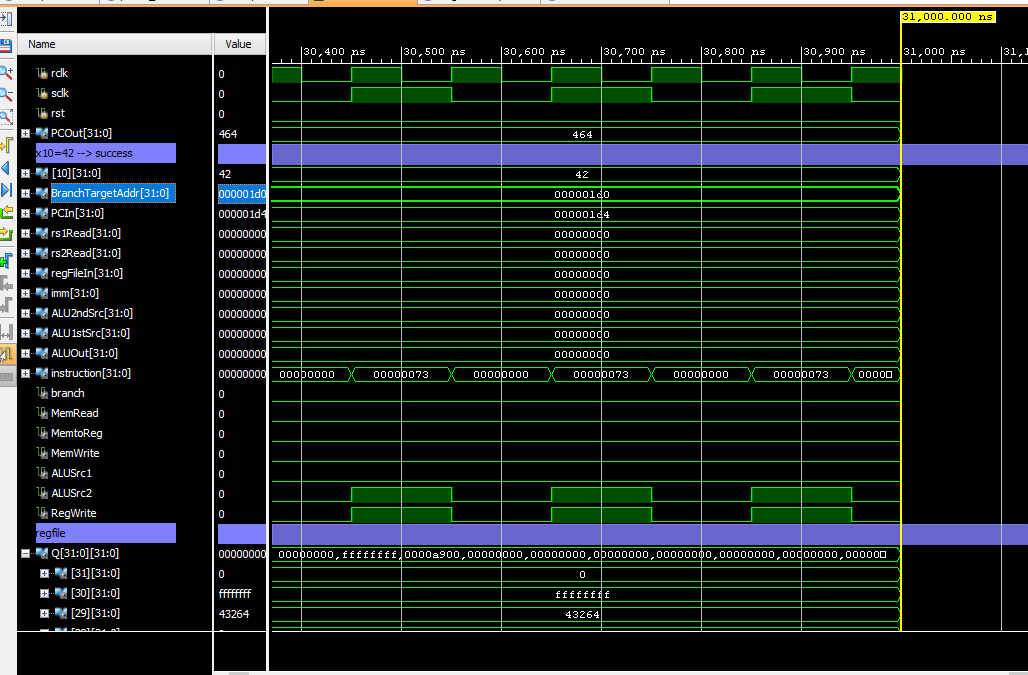 31,000.000 ns
Name Value
30,400 ns 30,500 ns 30,600 ns 30,700 ns 30,800 ns 30,900 ns 31,000 ns 31,1
rclk 0
sclk 0
rst 0
PCOut[31:0] 464 464
x10=42 --> success
[10][31:0] 42 42
BranchTargetAddr[31:0] 000001d0 000001d0
PCIn[31:0] 000001d4 000001d4
rs1Read[31:0] 00000000 00000000
rs2Read[31:0] 00000000 00000000
regFileIn[31:0] 00000000 00000000
imm[31:0] 00000000 00000000
ALU2ndSrc[31:0] 00000000 00000000
ALU1stSrc[31:0] 00000000 00000000
ALUOut[31:0] 00000000 00000000
instruction[31:0] 00000000 00000000 00000073 00000000 00000073 00000000 00000073 0000
branch 0
MemRead 0
MemtoReg 0
MemWrite 0
ALUSrc1 0
ALUSrc2 0
RegWrite 0
regfile
Q[31:0][31:0] 00000000 00000000,ffffffff,0000a900,00000000,00000000,00000000,00000000,00000000,00000000,000000
[31][31:0] 0 0
[30][31:0] ffffffff ffffffff
[29][31:0] 43264 43264